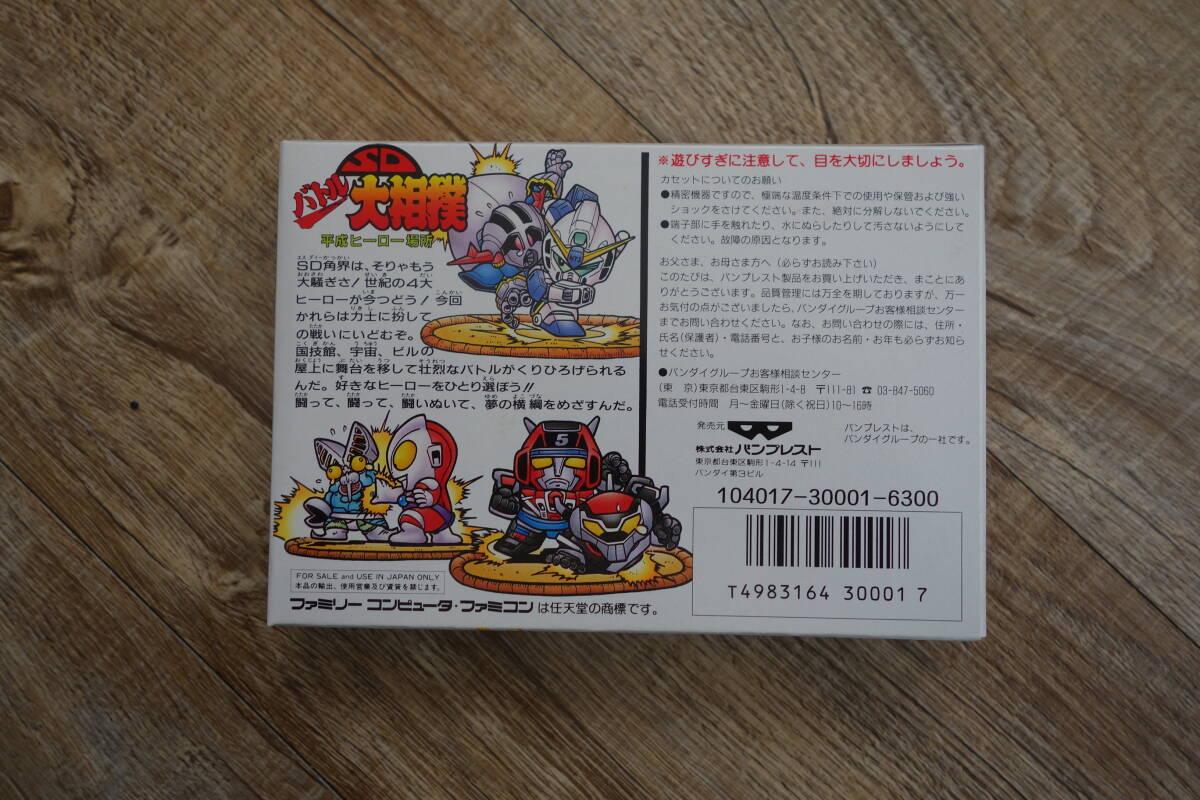 SD
バトル
大相撲
平成ヒーロー場所
SD角界は、そりゃもう
大騒ぎさ!世紀の4大
ヒーローが今つどう!今回
かれらは力士に扮して
の戦いにいどむぞ。
国技館、宇宙、ビルの
屋上に舞台を移して壮烈なバトルがくりひろげられる
んだ。好きなヒーローをひとり選ぼう!!
闘って、闘って、闘いぬいて、夢の横綱をめざすんだ。
5
FOR SALE and USE IN JAPAN ONLY
本品の輸出、使用営業及び賃貸を禁じます。
ファミリーコンピュータ・ファミコンは任天堂の商標です。
※遊びすぎに注意して、目を大切にしましょう。
カセットについてのお願い
●精密機器ですので、極端な温度条件下での使用や保管および強い
ショックをさけてください。また、絶対に分解しないでください。
●端子部に手を触れたり、水にぬらしたりして汚さないようにして
ください。故障の原因となります。
お父さま、お母さま方へ(必らずお読み下さい)
このたびは、バンプレスト製品をお買い上げいただき、まことにあ
りがとうございます。品質管理には万全を期しておりますが、万一
お気付の点がございましたら、バンダイグループお客様相談センター
までお問い合わせください。なお、お問い合わせの際には、住所・
氏名(保護者)・電話番号と、お子様のお名前・お年も必らずお知ら
せください。
●バンダイグループお客様相談センター
(東 京)東京都台東区駒形1-4-8 〒111-81 ☎ 03-847-5060
電話受付時間 月〜金曜日(除く祝日)10〜16時
発売元
株式会社バンプレスト
東京都台東区駒形1-4-14 〒111
バンダイ第3ビル
バンプレストは、
バンダイグループの一社です。
104017-30001-6300
T4983164 30001 7